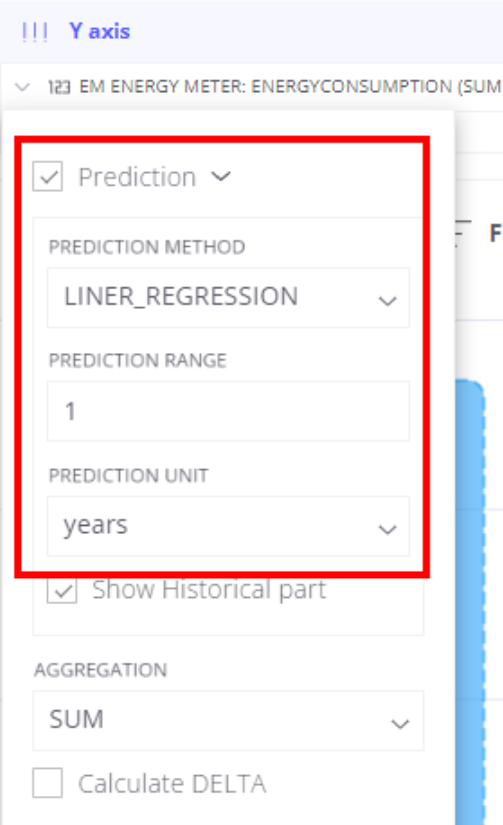 Y axis
123 EM ENERGY METER: ENERGYCONSUMPTION (SUM
Prediction
F
PREDICTION METHOD
LINER_REGRESSION
PREDICTION RANGE
1
PREDICTION UNIT
years
Show Historical part
AGGREGATION
SUM
Calculate DELTA